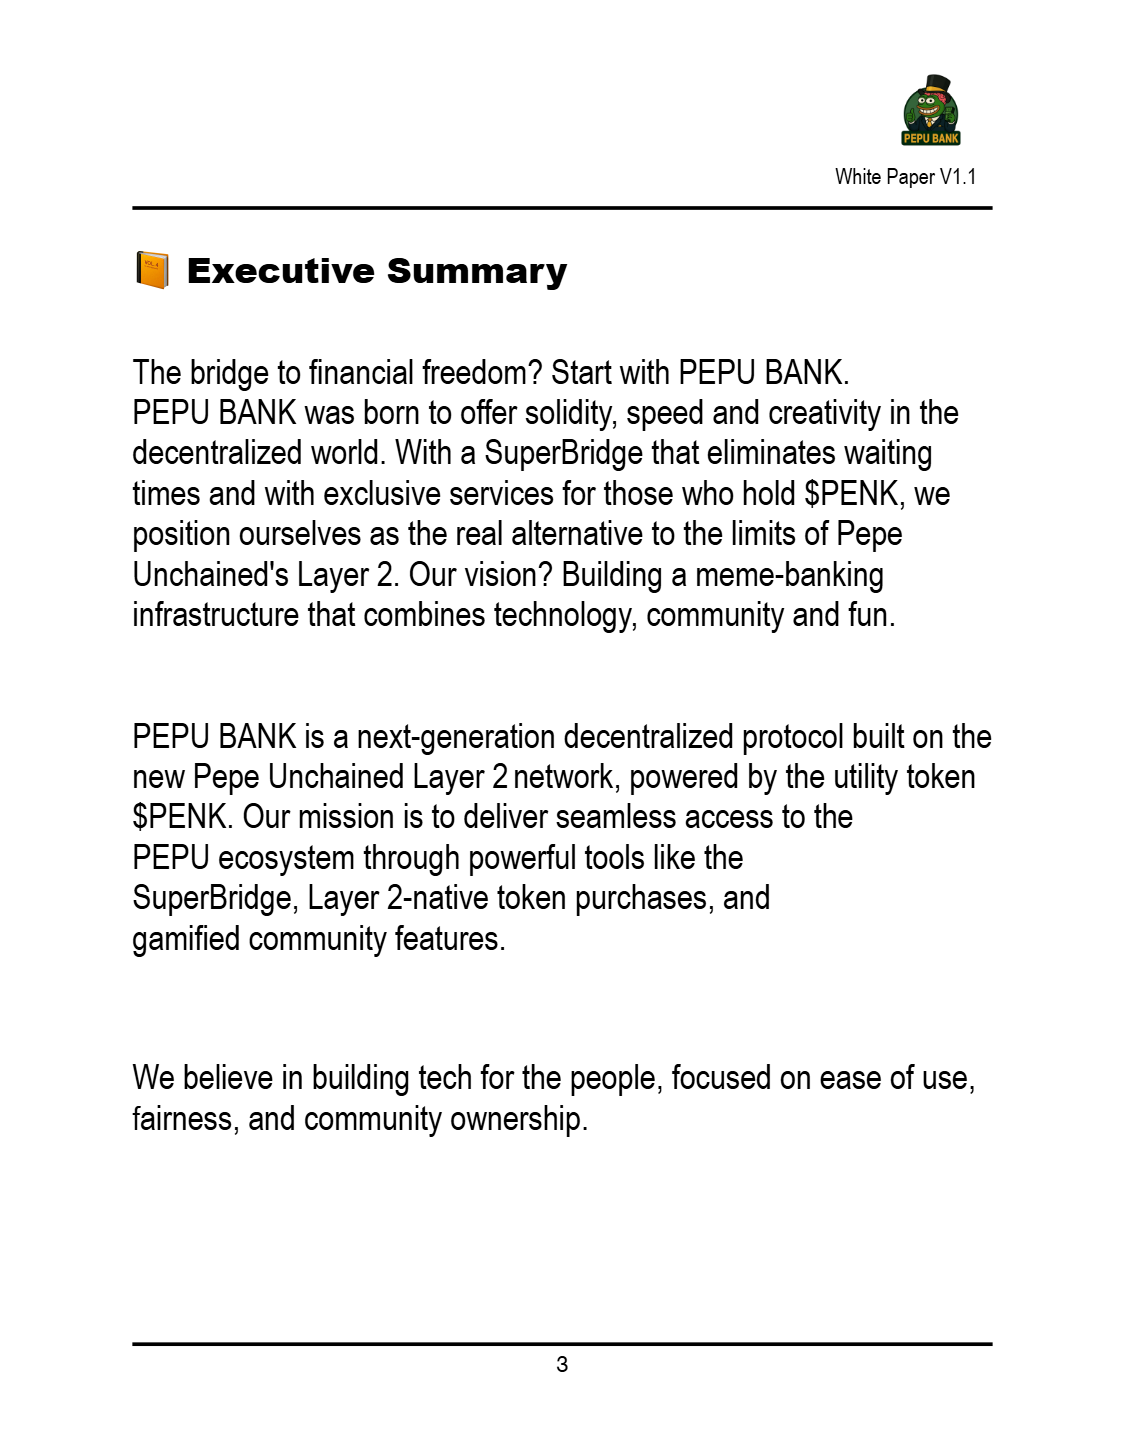 PEPU BANK
White Paper V1.1
VOL. 4
Executive Summary
The bridge to financial freedom? Start with PEPU BANK.
PEPU BANK was born to offer solidity, speed and creativity in the
decentralized world. With a SuperBridge that eliminates waiting
times and with exclusive services for those who hold $PENK, we
position ourselves as the real alternative to the limits of Pepe
Unchained's Layer 2. Our vision? Building a meme-banking
infrastructure that combines technology, community and fun.
PEPU BANK is a next-generation decentralized protocol built on the
new Pepe Unchained Layer 2 network, powered by the utility token
$PENK. Our mission is to deliver seamless access to the
PEPU ecosystem through powerful tools like the
SuperBridge, Layer 2-native token purchases, and
gamified community features.
We believe in building tech for the people, focused on ease of use,
fairness, and community ownership.
3